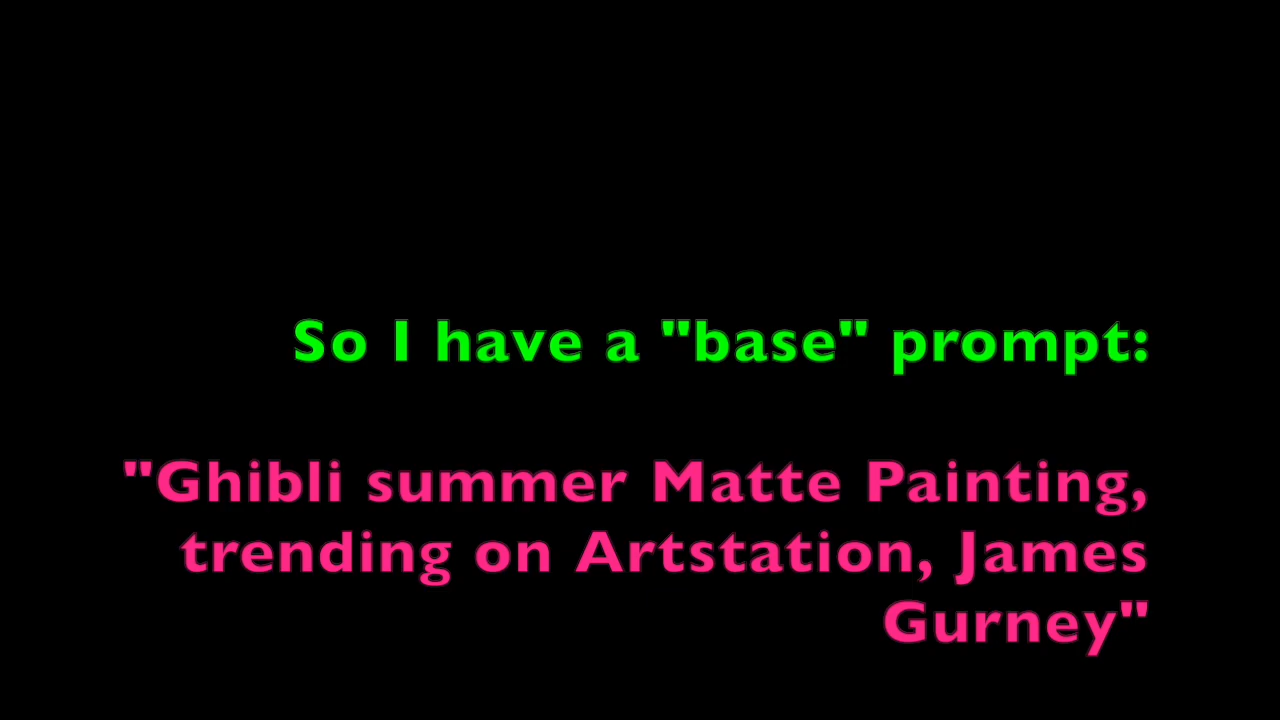 So I have a "base" prompt:
"Ghibli summer Matte Painting,
trending on Artstation, James
Gurney"